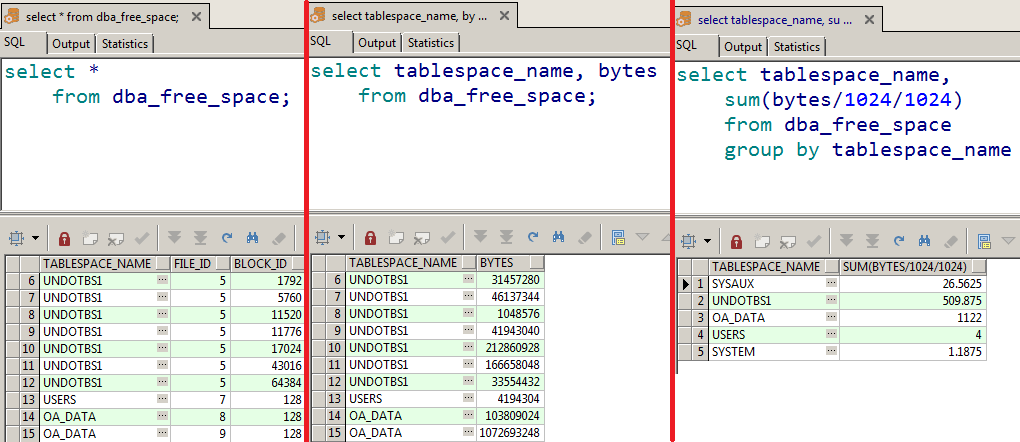 select * from dba_free_space;
SQL Output Statistics
select *
from dba_free_space;
TABLESPACE_NAME FILE_ID BLOCK_ID
6 UNDOTBS1 ... 5 1792
7 UNDOTBS1 ... 5 5760
8 UNDOTBS1 ... 5 11520
9 UNDOTBS1 ... 5 11776
10 UNDOTBS1 ... 5 17024
11 UNDOTBS1 ... 5 43016
12 UNDOTBS1 ... 5 64384
13 USERS ... 7 128
14 OA_DATA ... 8 128
15 OA_DATA ... 9 128
select tablespace_name, by ...
SQL Output Statistics
select tablespace_name, bytes
from dba_free_space;
TABLESPACE_NAME BYTES
6 UNDOTBS1 ... 31457280
7 UNDOTBS1 ... 46137344
8 UNDOTBS1 ... 1048576
9 UNDOTBS1 ... 41943040
10 UNDOTBS1 ... 212860928
11 UNDOTBS1 ... 166658048
12 UNDOTBS1 ... 33554432
13 USERS ... 4194304
14 OA_DATA ... 103809024
15 OA_DATA ... 1072693248
select tablespace_name, su ...
SQL Output Statistics
select tablespace_name,
sum(bytes/1024/1024)
from dba_free_space
group by tablespace_name
TABLESPACE_NAME SUM(BYTES/1024/1024)
1 SYSAUX ... 26.5625
2 UNDOTBS1 ... 509.875
3 OA_DATA ... 1122
4 USERS ... 4
5 SYSTEM ... 1.1875